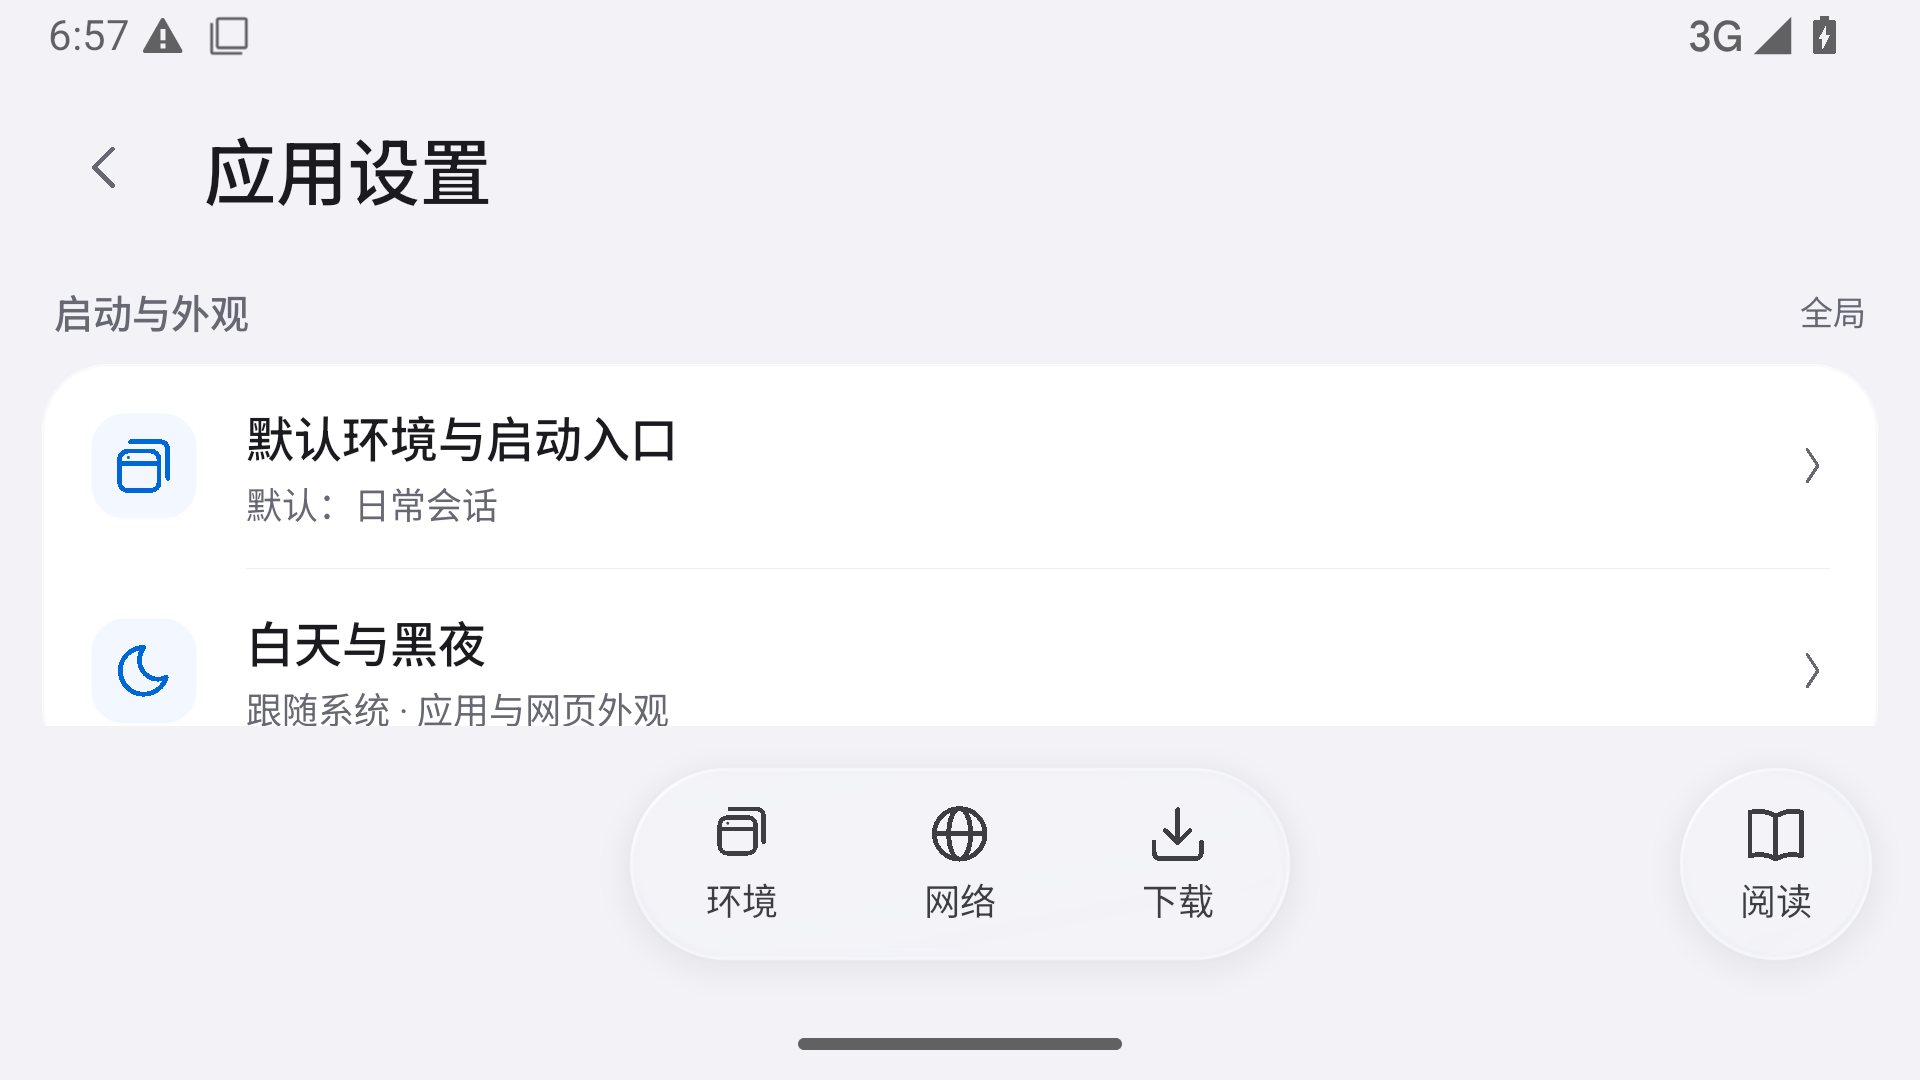 6:57
3G
应用设置
启动与外观
全局
默认环境与启动入口
默认：日常会话
白天与黑夜
跟随系统 · 应用与网页外观
环境
网络
下载
阅读